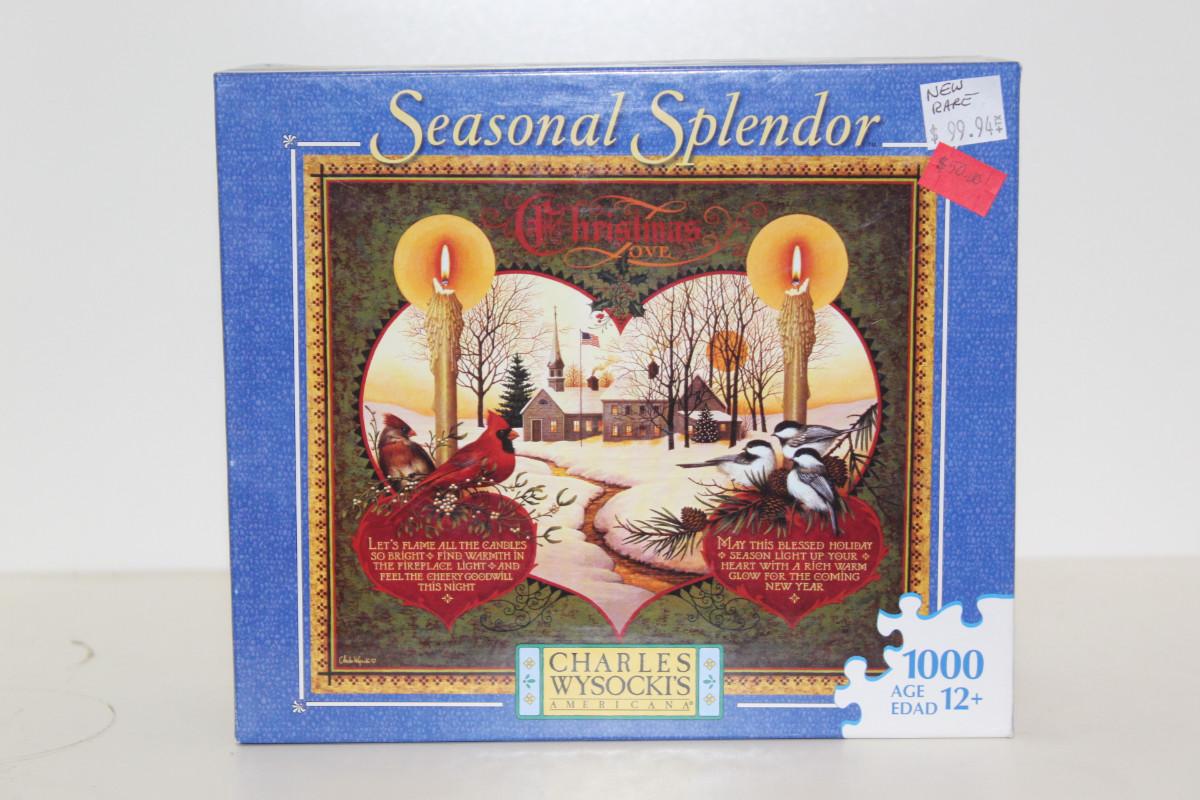 Seasonal Splendor™
NEW
RARE
$ 99.94
$50.00
Christmas
LOVE
LET'S FLAME ALL THE CANDLES
SO BRIGHT ✦ FIND WARMTH IN
THE FIREPLACE LIGHT ✦ AND
FEEL THE CHEERY GOODWILL
THIS NIGHT
MAY THIS BLESSED HOLIDAY
✦ SEASON LIGHT UP YOUR ✦
HEART WITH A RICH WARM
GLOW FOR THE COMING
NEW YEAR
CHARLES
WYSOCKI'S
AMERICANA®
1000
AGE
EDAD 12+